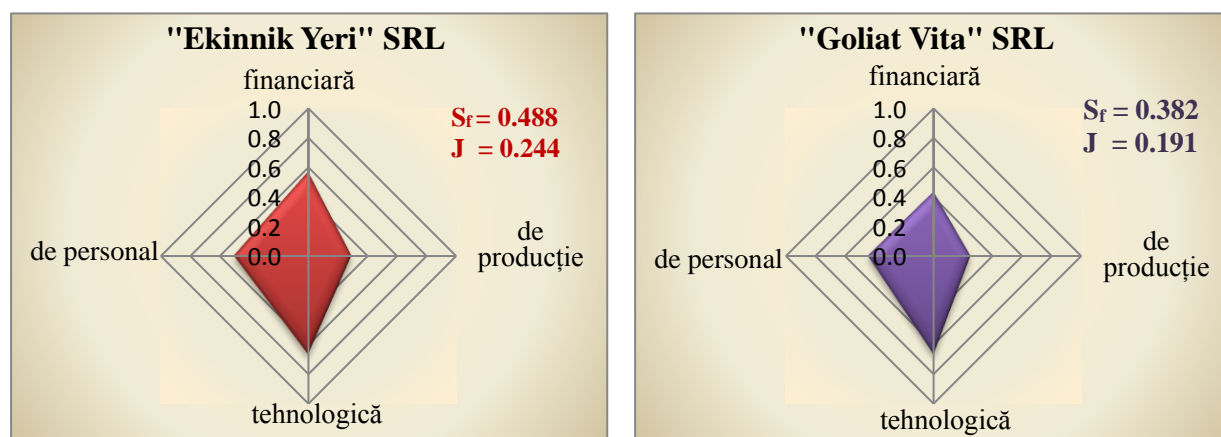 "Ekinnik Yeri" SRL
financiară
1.0
0.8
0.6
0.4
0.2
0.0
Sf = 0.488
J = 0.244
de personal
de
producție
tehnologică
"Goliat Vita" SRL
financiară
1.0
0.8
0.6
0.4
0.2
0.0
Sf = 0.382
J = 0.191
de personal
de
producție
tehnologică